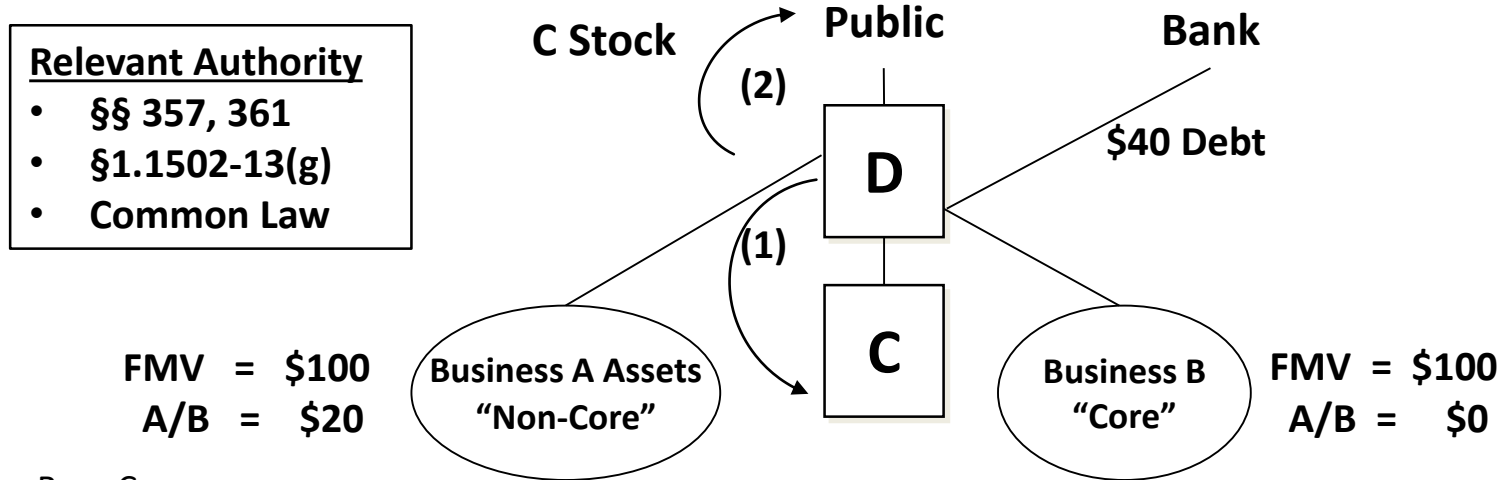 Relevant Authority
• §§ 357, 361
• §1.1502-13(g)
• Common Law
C Stock
Public
Bank
(2)
$40 Debt
D
(1)
C
FMV = $100
A/B = $20
Business A Assets
“Non-Core”
Business B
“Core”
FMV = $100
A/B = $0